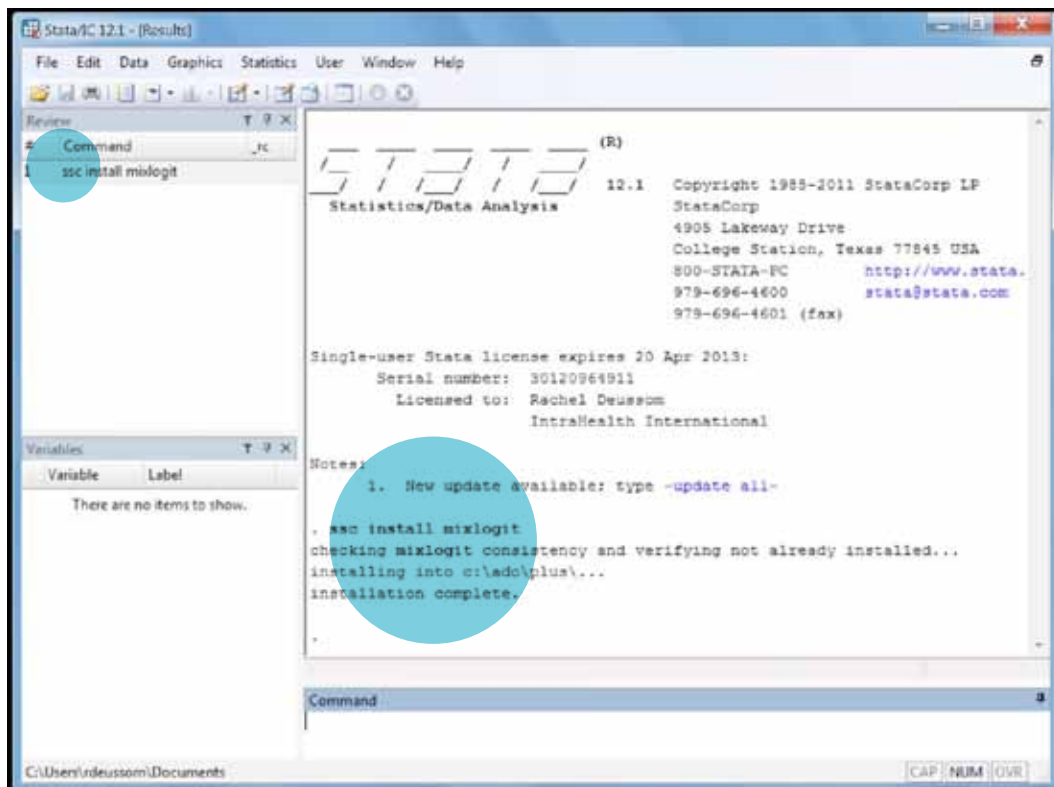 Stata/IC 12.1 - [Results]
File Edit Data Graphics Statistics User Window Help
Review
# Command _rc
1 ssc install mixlogit
Variables
Variable Label
There are no items to show.
(R)
STATA 12.1 Copyright 1985-2011 StataCorp LP
Statistics/Data Analysis StataCorp
4905 Lakeway Drive
College Station, Texas 77845 USA
800-STATA-PC http://www.stata.
979-696-4600 stata@stata.com
979-696-4601 (fax)
Single-user Stata license expires 20 Apr 2013:
Serial number: 30120964911
Licensed to: Rachel Deussom
IntraHealth International
Notes:
1. New update available; type -update all-
. ssc install mixlogit
checking mixlogit consistency and verifying not already installed...
installing into c:\ado\plus\...
installation complete.
.
Command
C:\Users\rdeussom\Documents
CAP NUM OVR